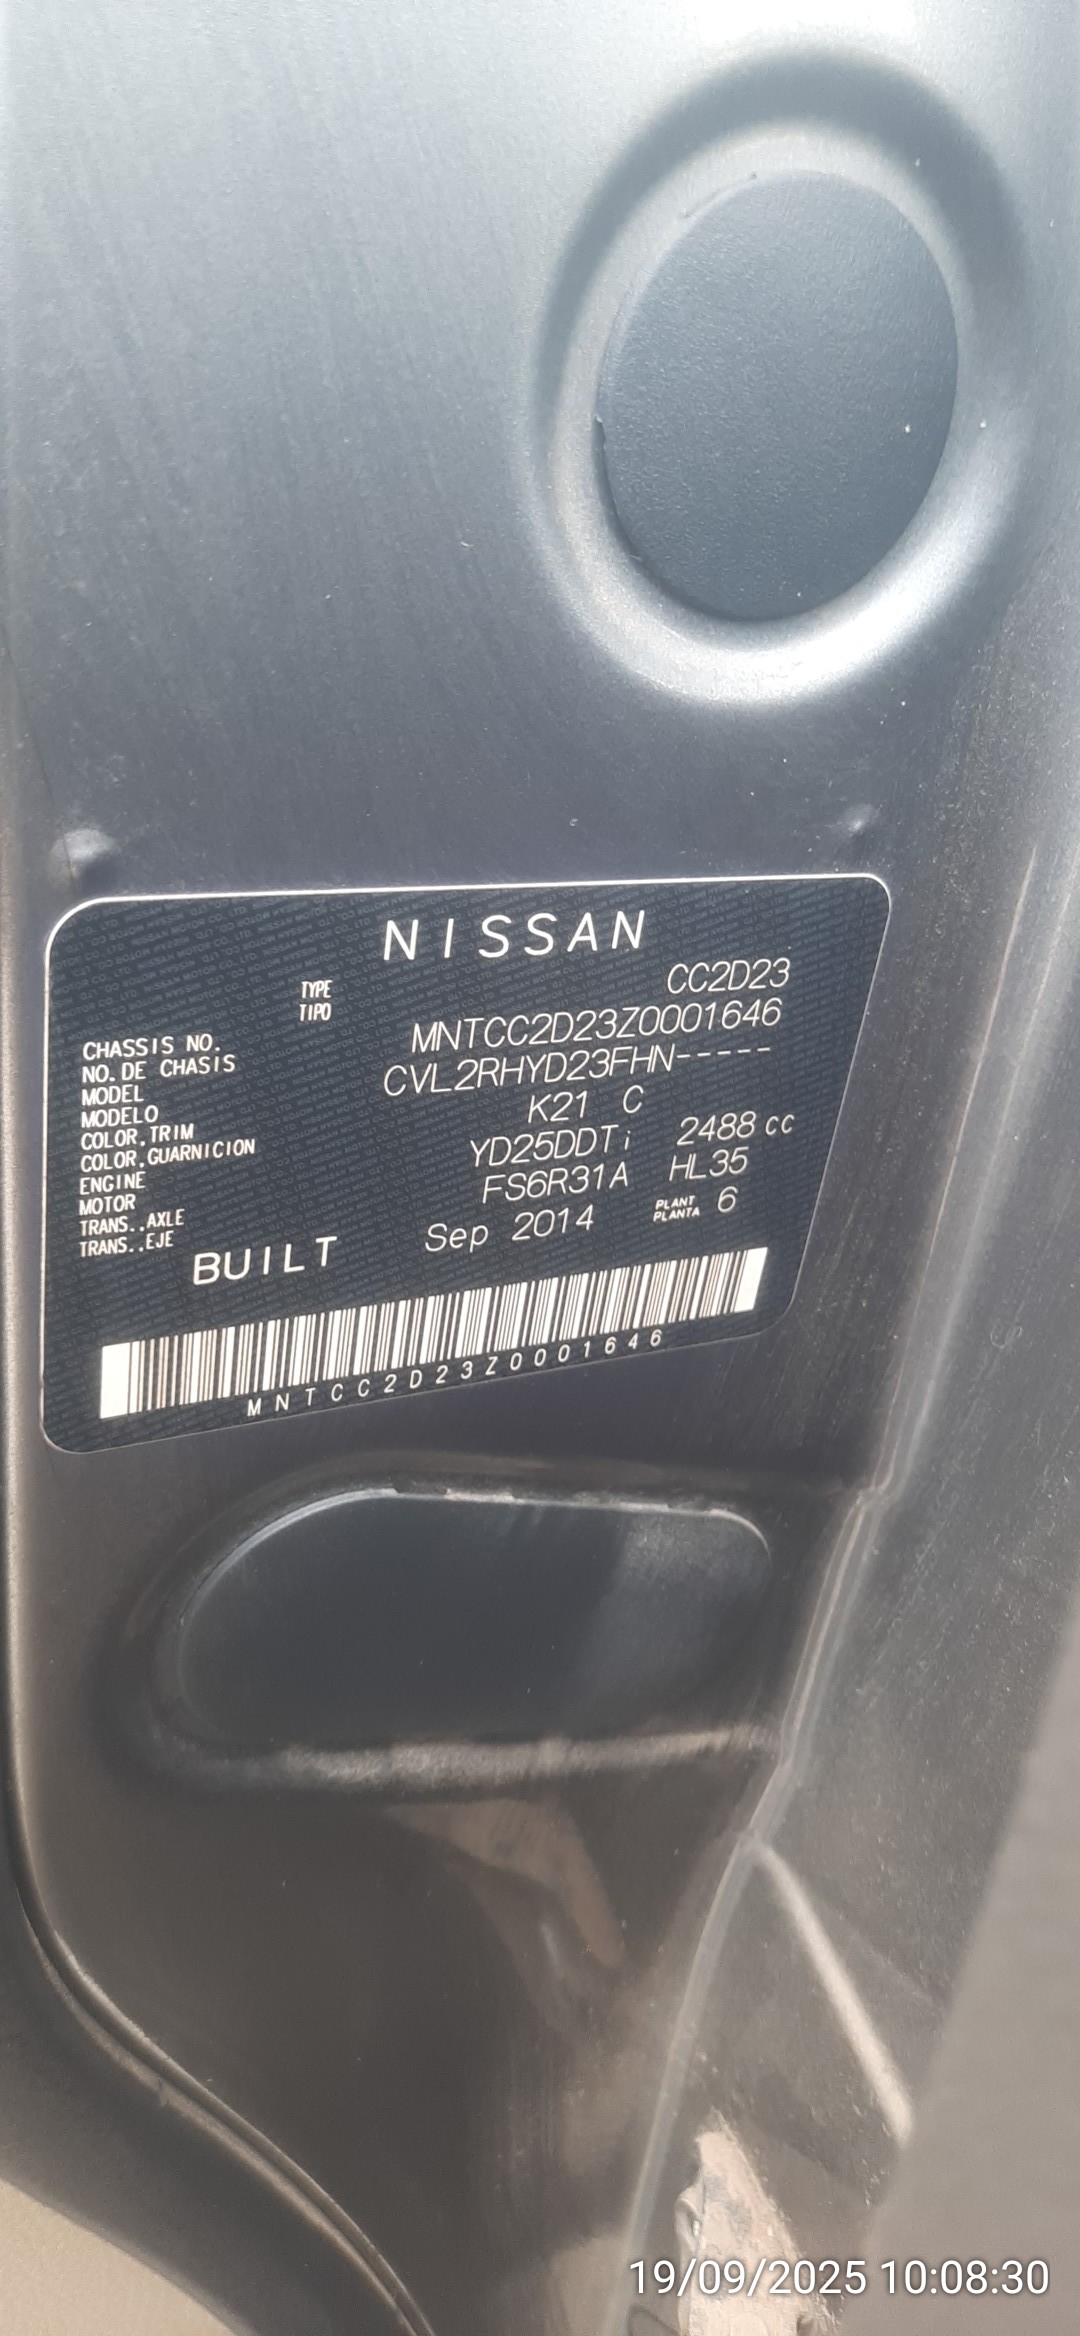 NISSAN
TYPE CC2D23
TIPO
CHASSIS NO. MNTCC2D23Z0001646
NO.DE CHASIS
MODEL CVL2RHYD23FHN-----
MODELO
COLOR.TRIM K21 C
COLOR.GUARNICION
ENGINE YD25DDTi 2488 cc
MOTOR
TRANS..AXLE FS6R31A HL35
TRANS..EJE
BUILT Sep 2014 PLANT 6
PLANTA
MNTCC2D23Z0001646
19/09/2025 10:08:30